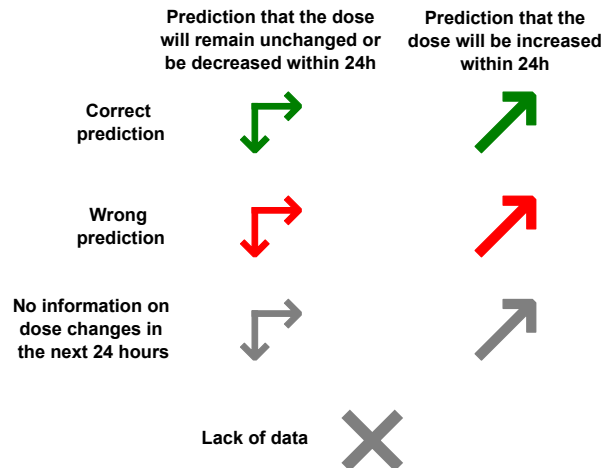 Prediction that the dose
will remain unchanged or
be decreased within 24h
Prediction that the
dose will be increased
within 24h
Correct
prediction
Wrong
prediction
No information on
dose changes in
the next 24 hours
Lack of data